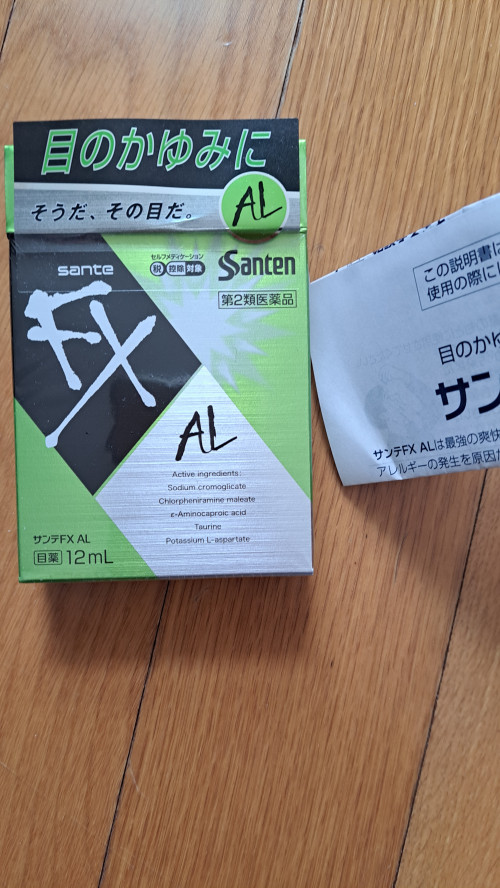 目のかゆみに
そうだ、その目だ。
AL
sante
FX
セルフメディケーション
税 控除 対象
Santen
第2類医薬品
AL
Active ingredients:
Sodium cromoglicate
Chlorpheniramine maleate
ε-Aminocaproic acid
Taurine
Potassium L-aspartate
サンテFX AL
目薬 12mL
この説明書に
使用の際に
目のかゆ
サン
サンテFX ALは最強の爽快
アレルギーの発生を原因